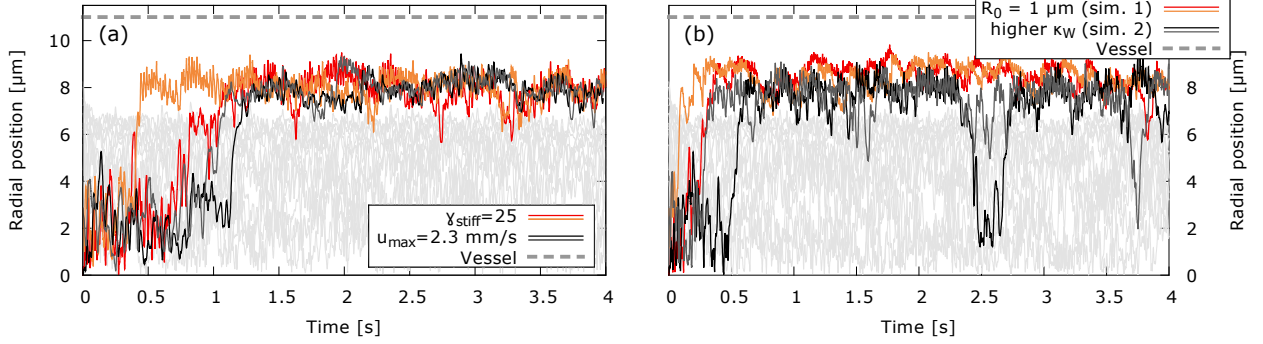 (a)
Radial position [µm]
10
8
6
4
2
0
γstiff=25
umax=2.3 mm/s
Vessel
0 0.5 1 1.5 2 2.5 3 3.5 4
Time [s]
(b)
R0 = 1 µm (sim. 1)
higher κW (sim. 2)
Vessel
8
6
4
2
0
Radial position [µm]
0 0.5 1 1.5 2 2.5 3 3.5 4
Time [s]